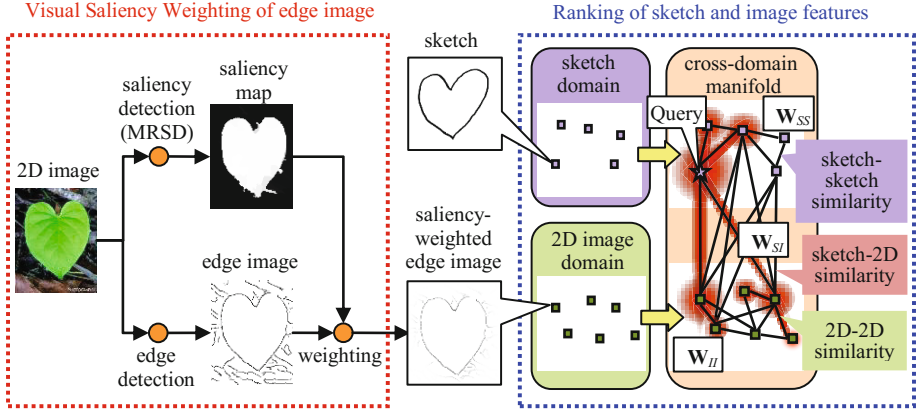 Visual Saliency Weighting of edge image
Ranking of sketch and image features
saliency
detection
(MRSD)
saliency
map
2D image
edge image
edge
detection
weighting
sketch
saliency-
weighted
edge image
sketch
domain
2D image
domain
cross-domain
manifold
Query
W_SS
W_SI
W_II
sketch-
sketch
similarity
sketch-2D
similarity
2D-2D
similarity